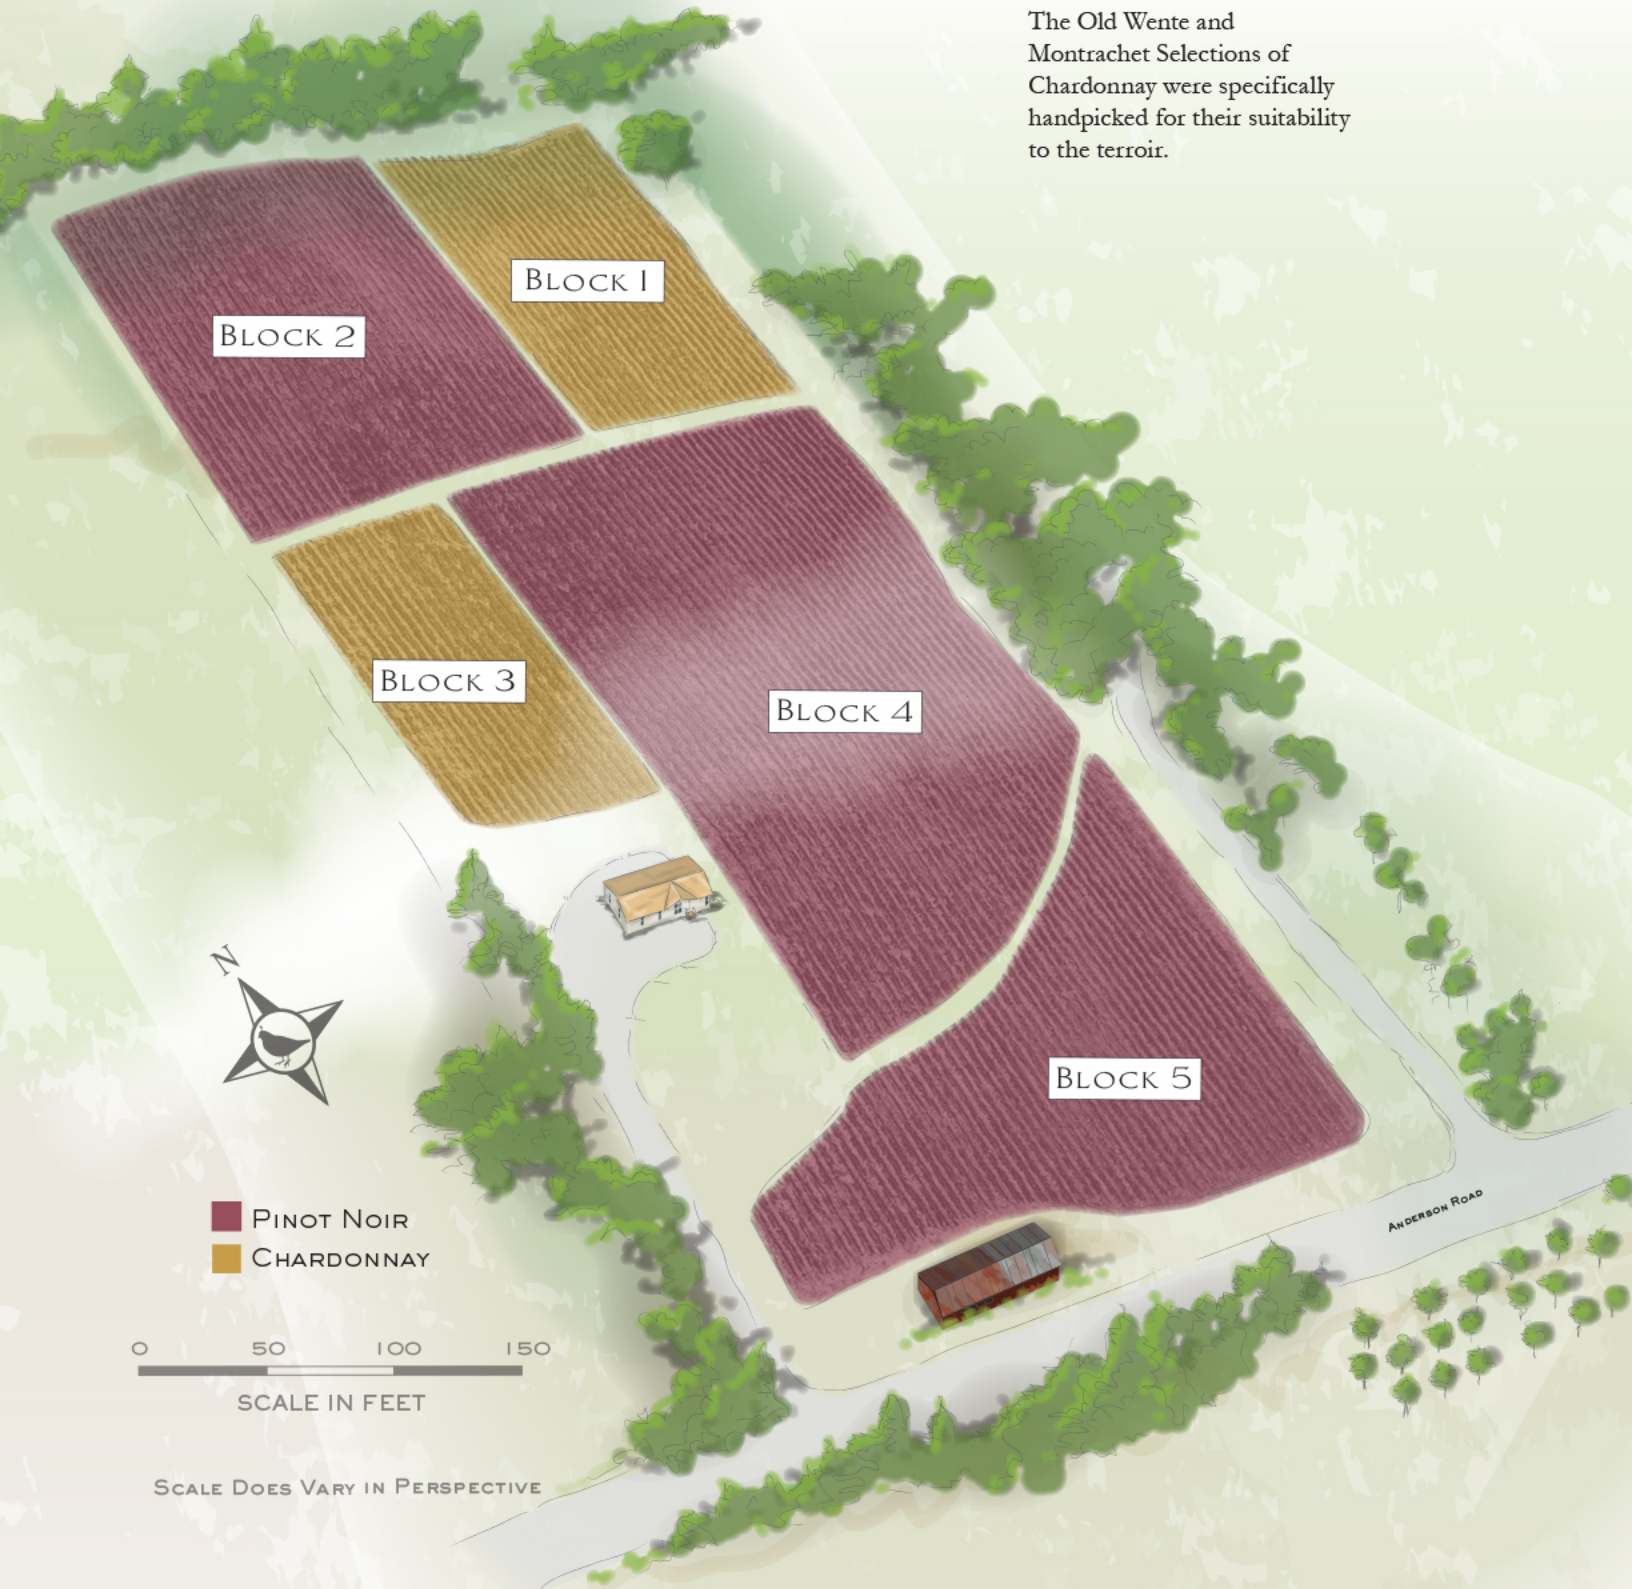 The Old Wente and
Montrachet Selections of
Chardonnay were specifically
handpicked for their suitability
to the terroir.
Block 1
Block 2
Block 3
Block 4
N
Block 5
Anderson Road
Pinot Noir
Chardonnay
0 50 100 150
SCALE IN FEET
Scale Does Vary in Perspective